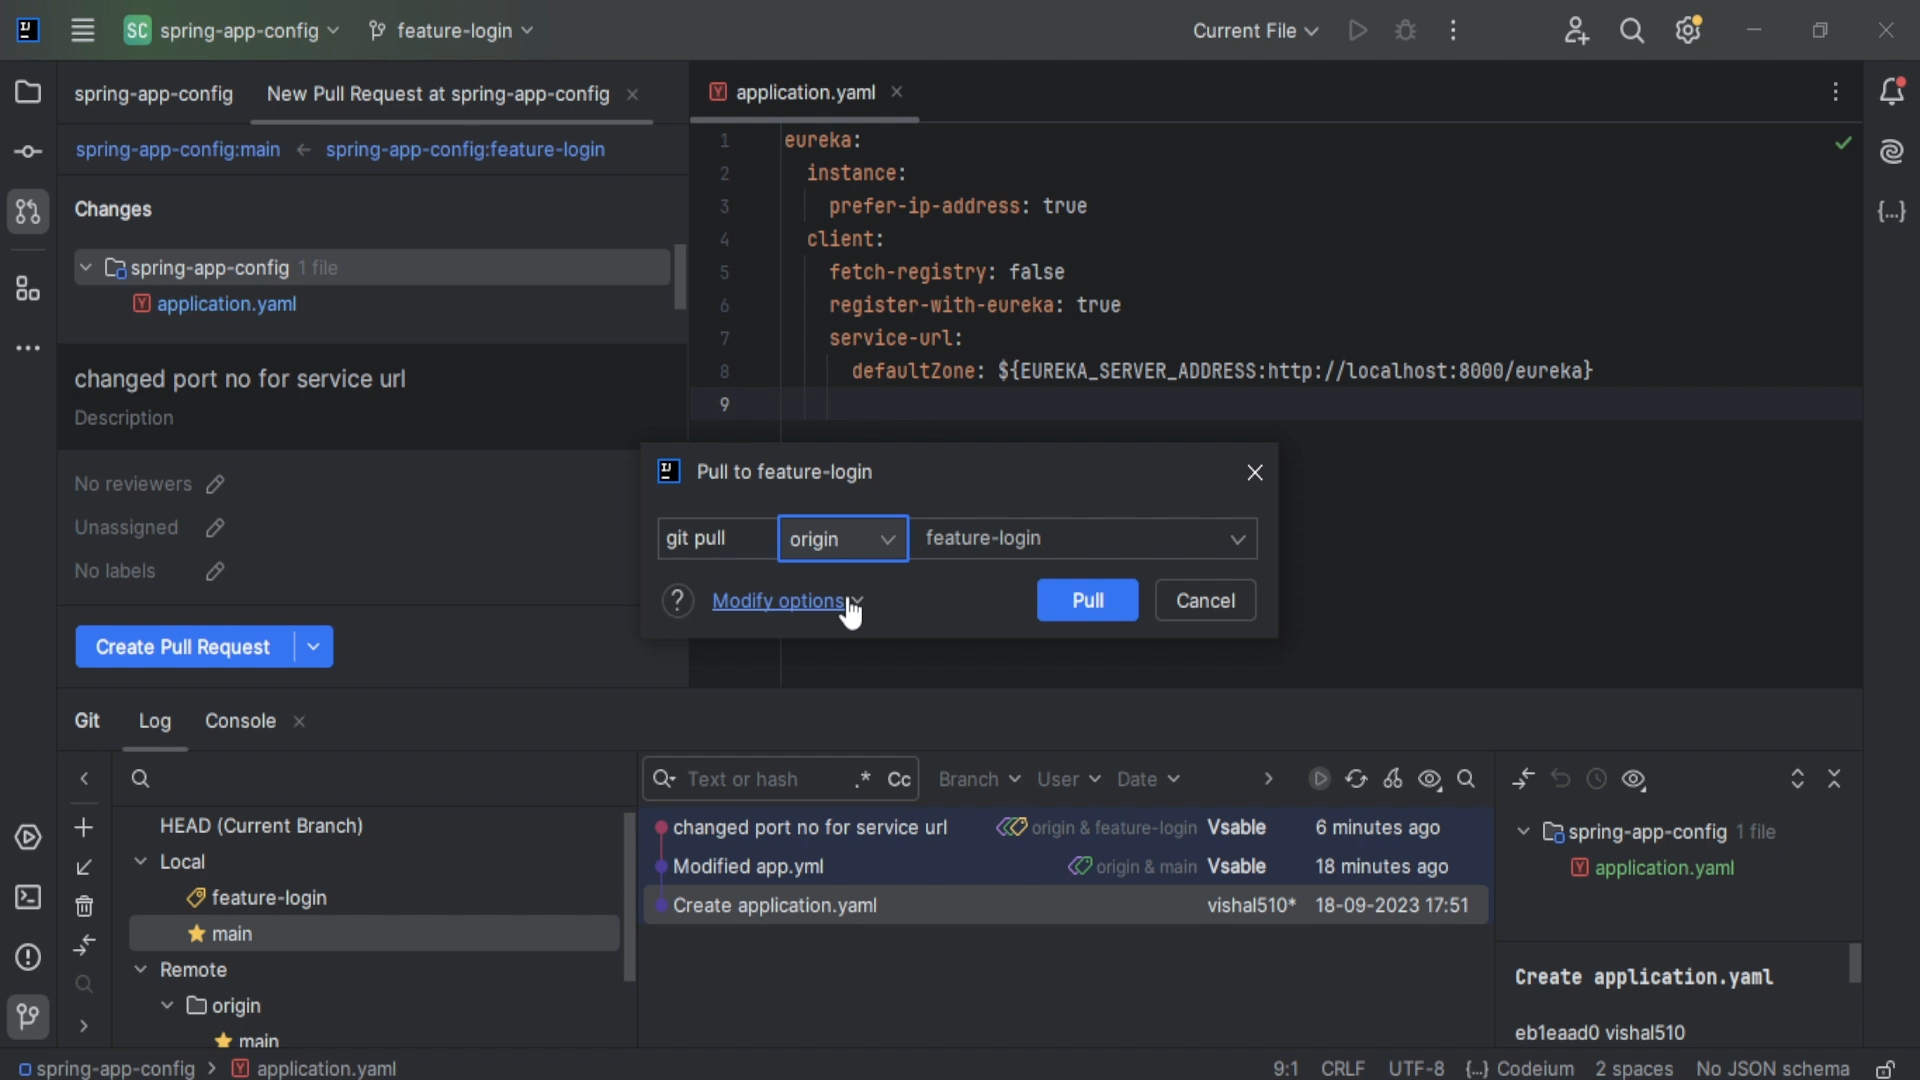 SC spring-app-config feature-login Current File
spring-app-config New Pull Request at spring-app-config
application.yaml
spring-app-config:main ← spring-app-config:feature-login
Changes
spring-app-config 1 file
application.yaml
changed port no for service url
Description
No reviewers
Unassigned
No labels
Create Pull Request
1 eureka:
2 instance:
3 prefer-ip-address: true
4 client:
5 fetch-registry: false
6 register-with-eureka: true
7 service-url:
8 defaultZone: ${EUREKA_SERVER_ADDRESS:http://localhost:8000/eureka}
9
Pull to feature-login
git pull origin feature-login
? Modify options Pull Cancel
Git Log Console
Text or hash .* Cc Branch User Date
HEAD (Current Branch)
Local
feature-login
main
Remote
origin
main
changed port no for service url origin & feature-login Vsable 6 minutes ago
Modified app.yml origin & main Vsable 18 minutes ago
Create application.yaml vishal510* 18-09-2023 17:51
spring-app-config 1 file
application.yaml
Create application.yaml
eb1eaad0 vishal510
spring-app-config > application.yaml 9:1 CRLF UTF-8 {...} Codeium 2 spaces No JSON schema